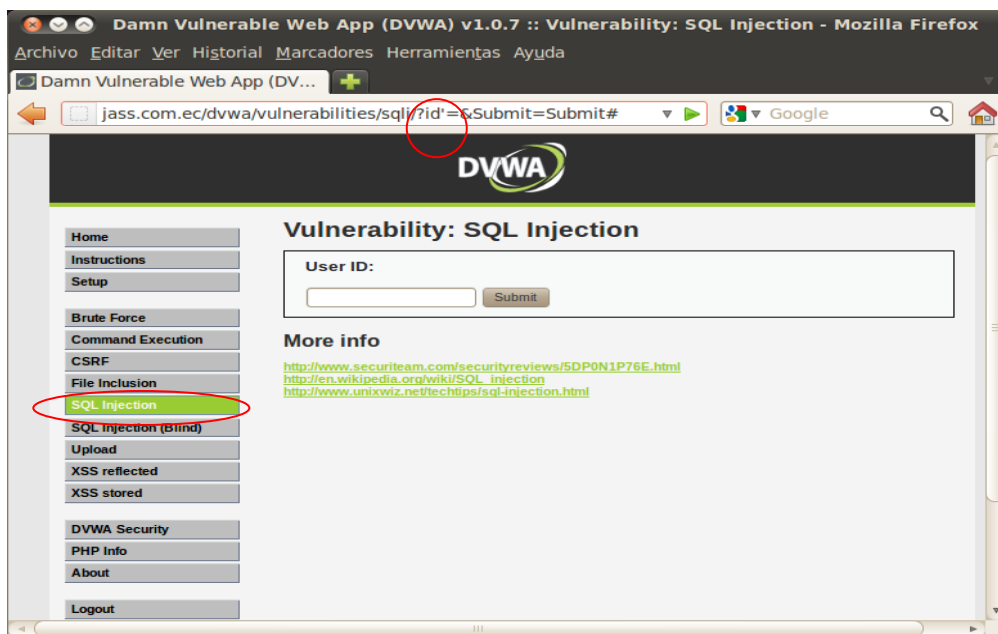 Damn Vulnerable Web App (DVWA) v1.0.7 :: Vulnerability: SQL Injection - Mozilla Firefox
Archivo Editar Ver Historial Marcadores Herramientas Ayuda
Damn Vulnerable Web App (DV...
jass.com.ec/dvwa/vulnerabilities/sqli/?id'=&Submit=Submit#
Google
DVWA
Home
Instructions
Setup
Brute Force
Command Execution
CSRF
File Inclusion
SQL Injection
SQL Injection (Blind)
Upload
XSS reflected
XSS stored
DVWA Security
PHP Info
About
Logout
Vulnerability: SQL Injection
User ID:
Submit
More info
http://www.securiteam.com/securityreviews/5DP0N1P76E.html
http://en.wikipedia.org/wiki/SQL_injection
http://www.unixwiz.net/techtips/sql-injection.html